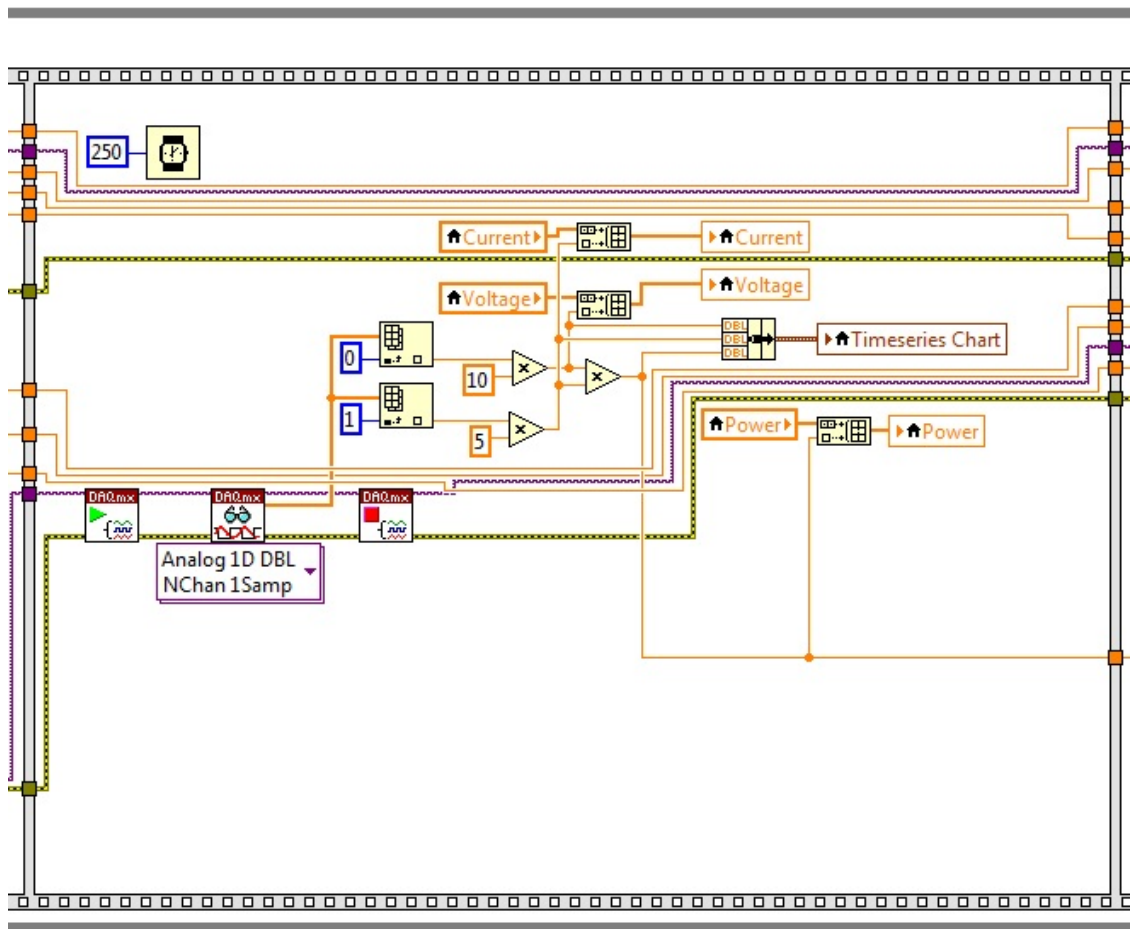 250
Current
Current
Voltage
Voltage
DBL
DBL
DBL
Timeseries Chart
0
10
1
5
Power
Power
DAQmx
DAQmx
DAQmx
Analog 1D DBL
NChan 1Samp